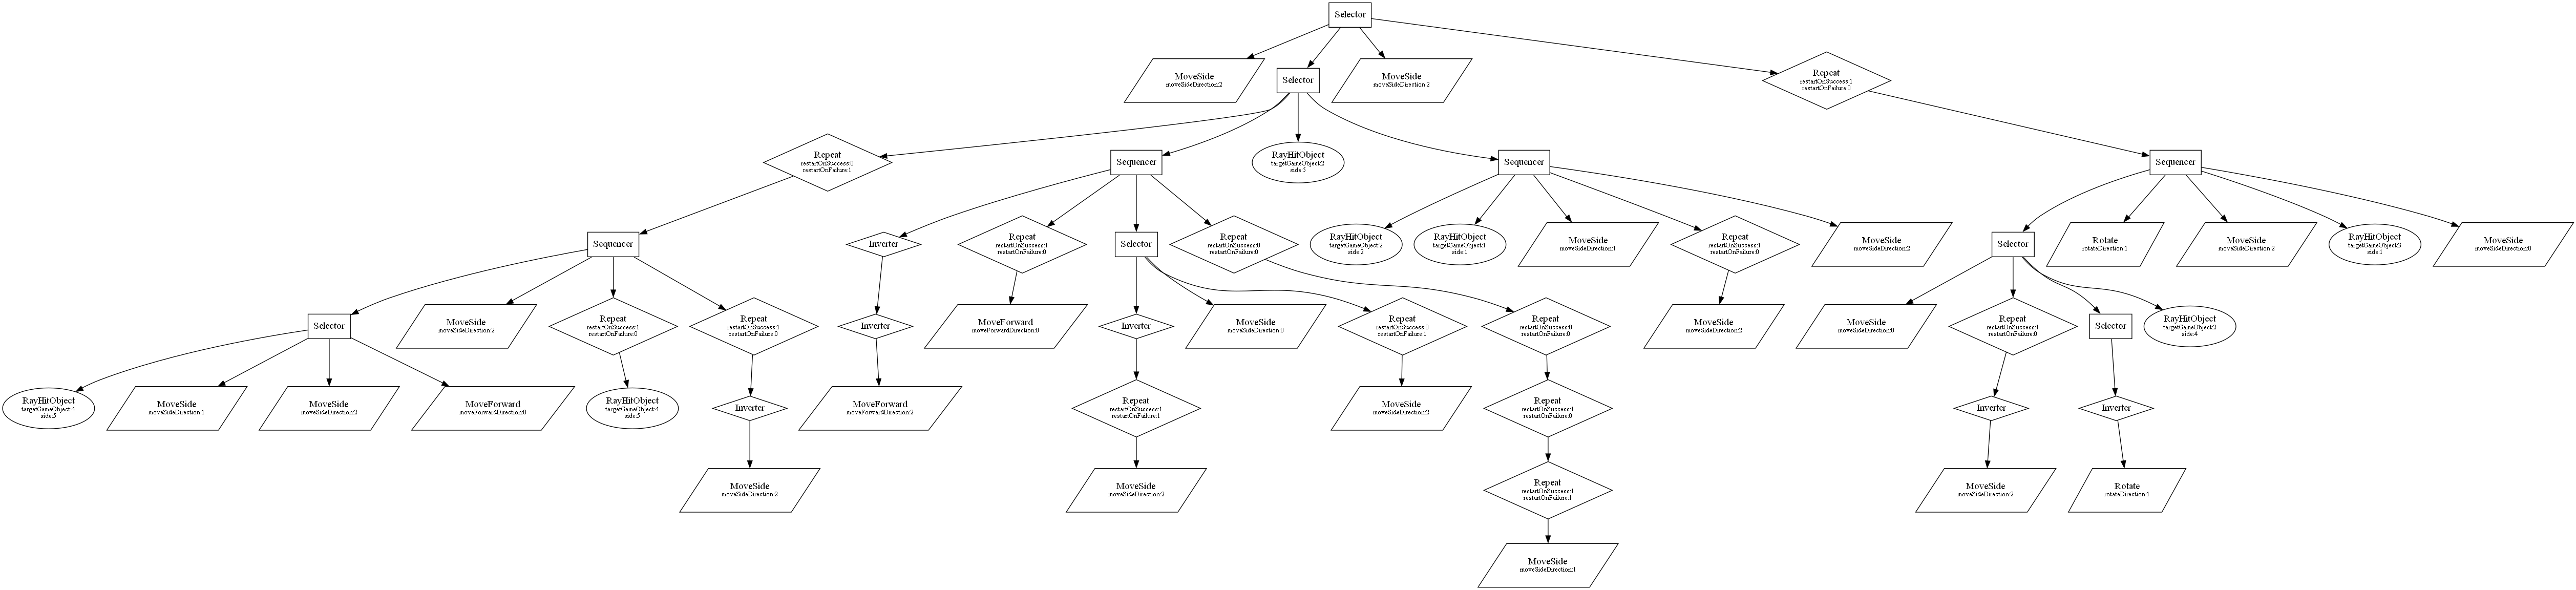 Selector
MoveSide
moveSideDirection:2
Selector
MoveSide
moveSideDirection:2
Repeat
restartOnSuccess:1
restartOnFailure:0
Repeat
restartOnSuccess:0
restartOnFailure:1
Sequencer
RayHitObject
targetGameObject:2
side:5
Sequencer
Sequencer
Sequencer
Inverter
Repeat
restartOnSuccess:1
restartOnFailure:0
Selector
Repeat
restartOnSuccess:0
restartOnFailure:0
RayHitObject
targetGameObject:2
side:2
RayHitObject
targetGameObject:1
side:1
MoveSide
moveSideDirection:1
Repeat
restartOnSuccess:1
restartOnFailure:0
MoveSide
moveSideDirection:2
Selector
Rotate
rotateDirection:1
MoveSide
moveSideDirection:2
RayHitObject
targetGameObject:3
side:1
MoveSide
moveSideDirection:0
Selector
MoveSide
moveSideDirection:2
Repeat
restartOnSuccess:1
restartOnFailure:0
Repeat
restartOnSuccess:1
restartOnFailure:0
Inverter
MoveForward
moveForwardDirection:0
Inverter
MoveSide
moveSideDirection:0
Repeat
restartOnSuccess:0
restartOnFailure:1
Repeat
restartOnSuccess:0
restartOnFailure:0
MoveSide
moveSideDirection:2
MoveSide
moveSideDirection:0
Repeat
restartOnSuccess:1
restartOnFailure:0
Selector
RayHitObject
targetGameObject:2
side:4
RayHitObject
targetGameObject:4
side:5
MoveSide
moveSideDirection:1
MoveSide
moveSideDirection:2
MoveForward
moveForwardDirection:0
RayHitObject
targetGameObject:4
side:5
Inverter
MoveForward
moveForwardDirection:2
Repeat
restartOnSuccess:1
restartOnFailure:1
MoveSide
moveSideDirection:2
Repeat
restartOnSuccess:1
restartOnFailure:0
Inverter
Inverter
MoveSide
moveSideDirection:2
MoveSide
moveSideDirection:2
Repeat
restartOnSuccess:1
restartOnFailure:1
MoveSide
moveSideDirection:2
Rotate
rotateDirection:1
MoveSide
moveSideDirection:1